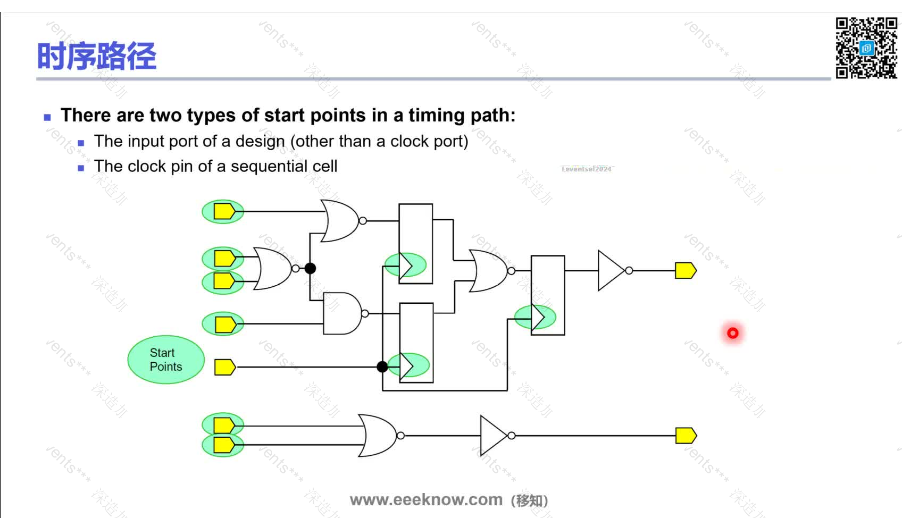 时序路径
There are two types of start points in a timing path:
The input port of a design (other than a clock port)
The clock pin of a sequential cell
Start
Points
www.eeeknow.com（移知）